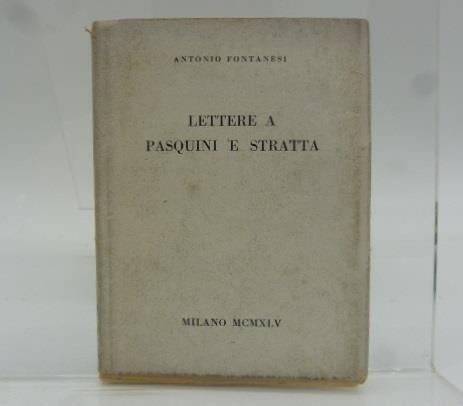 ANTONIO FONTANESI
LETTERE A
PASQUINI E STRATTA
MILANO MCMXLV